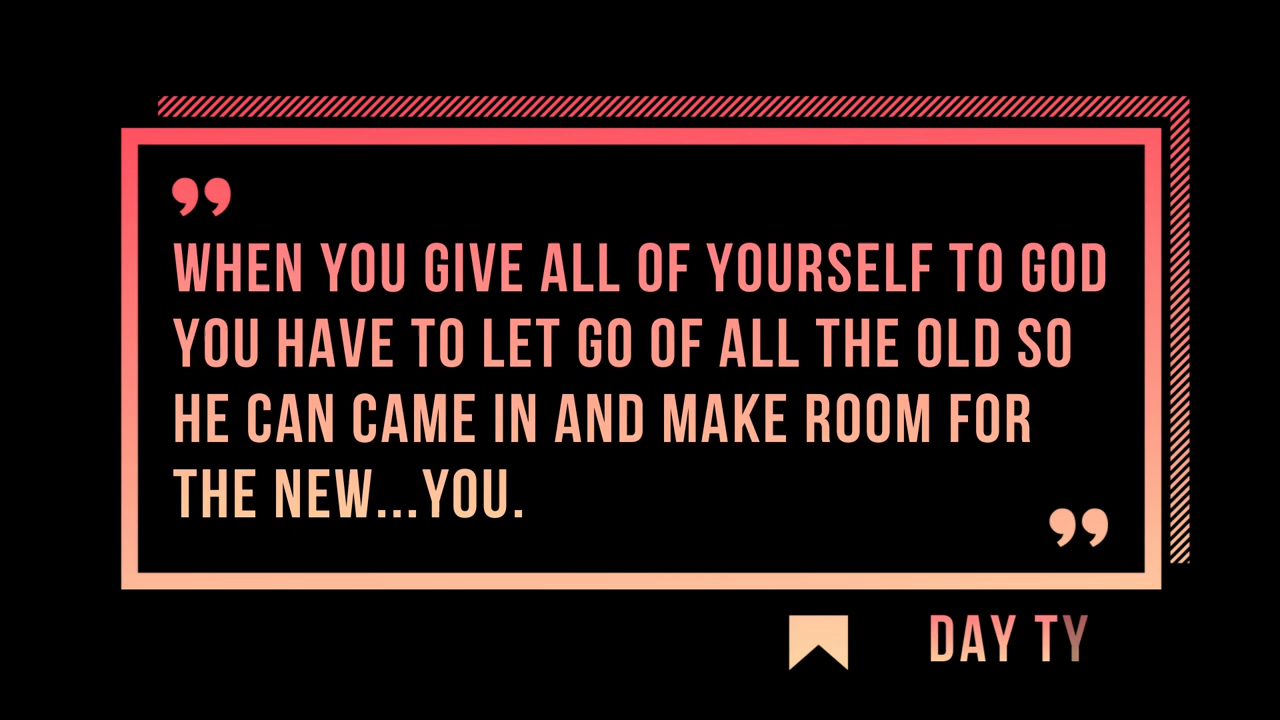 ”
WHEN YOU GIVE ALL OF YOURSELF TO GOD
YOU HAVE TO LET GO OF ALL THE OLD SO
HE CAN CAME IN AND MAKE ROOM FOR
THE NEW...YOU.
”
DAY TY